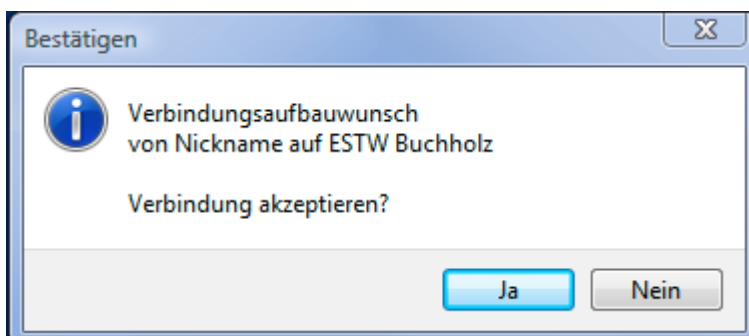 Bestätigen
Verbindungsaufbauwunsch
von Nickname auf ESTW Buchholz
Verbindung akzeptieren?
Ja
Nein